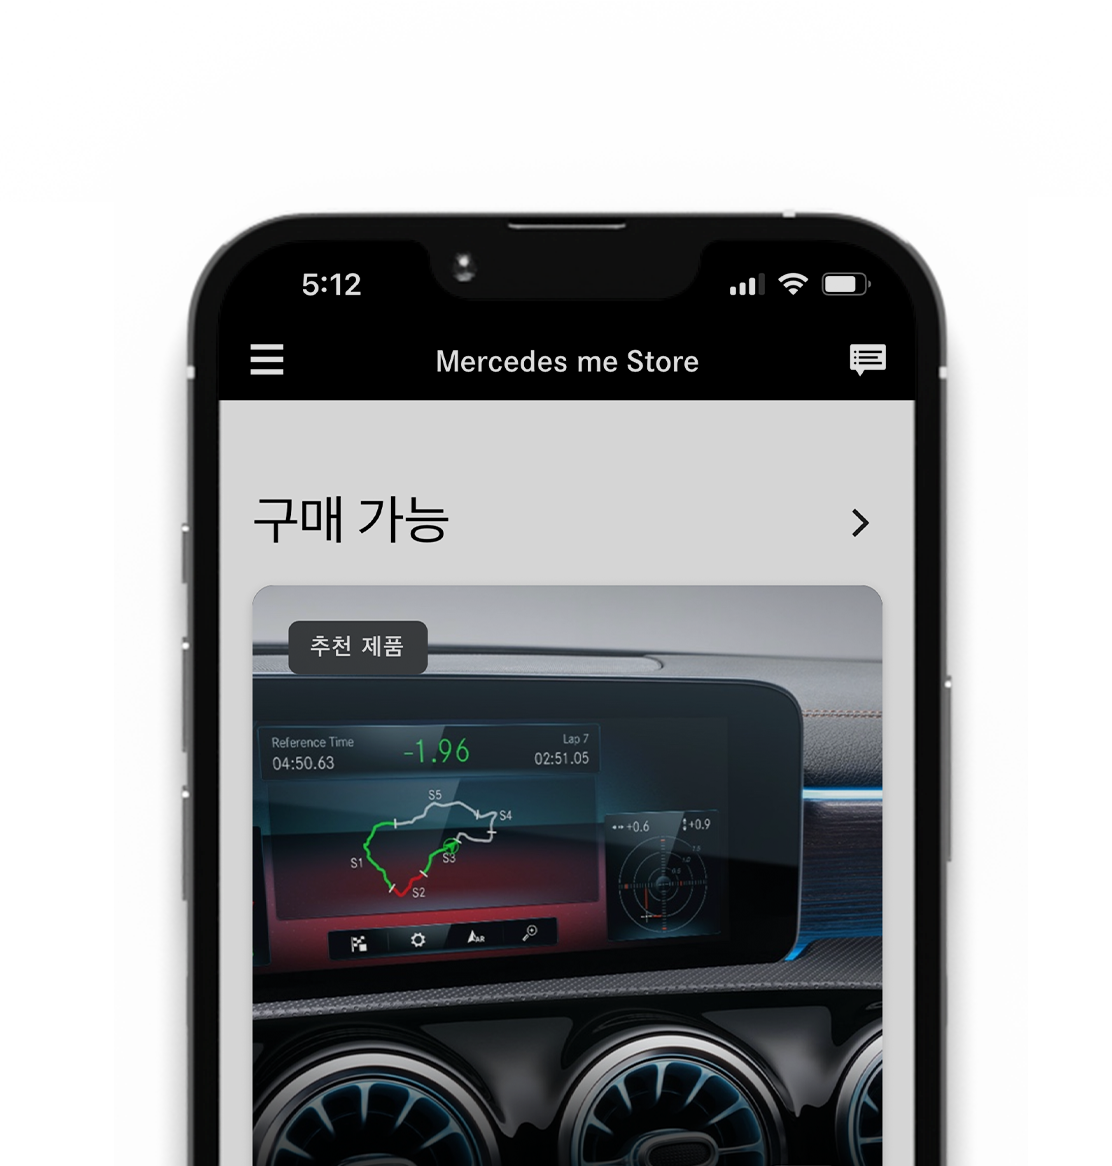 5:12
Mercedes me Store
구매 가능
추천 제품
Reference Time
04:50.63
-1.96
Lap 7
02:51.05
S5
S4
S3
S1
S2
+0.6
+0.9
AR